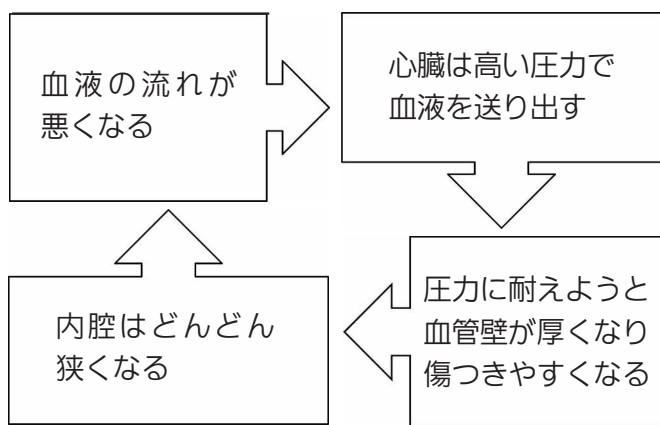 血液の流れが
悪くなる
心臓は高い圧力で
血液を送り出す
圧力に耐えようと
血管壁が厚くなり
傷つきやすくなる
内腔はどんどん
狭くなる